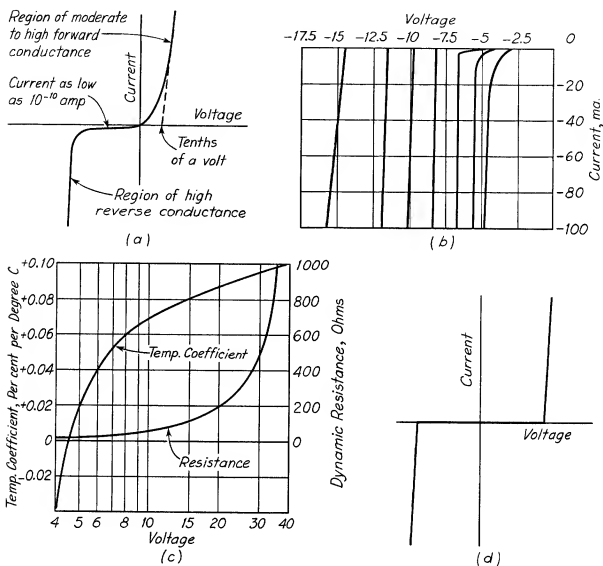 Region of moderate
to high forward
conductance
Current as low
as 10⁻¹⁰ amp
Current
Voltage
Tenths
of a volt
Region of high
reverse conductance
(a)
Voltage
-17.5 -15 -12.5 -10 -7.5 -5 -2.5 0
-20
-40
-60
-80
-100
Current, ma.
(b)
+0.10
+0.08
+0.06
+0.04
+0.02
0
-0.02
Temp. Coefficient, Per cent per Degree C
1000
800
600
400
200
0
Dynamic Resistance, Ohms
Temp. Coefficient
Resistance
4 5 6 8 10 15 20 30 40
Voltage
(c)
Current
Voltage
(d)